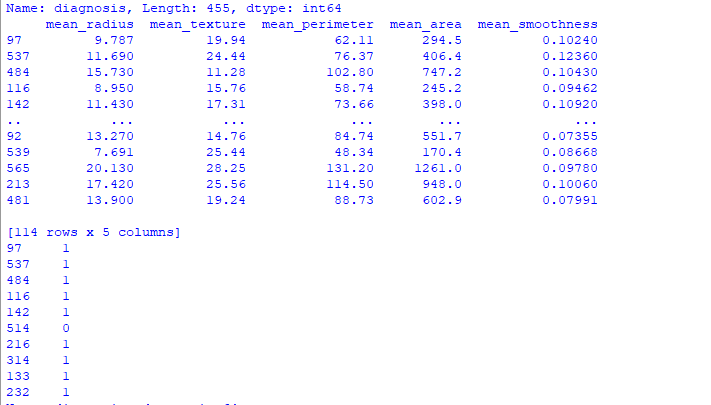 Name: diagnosis, Length: 455, dtype: int64
     mean_radius  mean_texture  mean_perimeter  mean_area  mean_smoothness
97         9.787         19.94           62.11      294.5          0.10240
537       11.690         24.44           76.37      406.4          0.12360
484       15.730         11.28          102.80      747.2          0.10430
116        8.950         15.76           58.74      245.2          0.09462
142       11.430         17.31           73.66      398.0          0.10920
..           ...           ...             ...        ...              ...
92        13.270         14.76           84.74      551.7          0.07355
539        7.691         25.44           48.34      170.4          0.08668
565       20.130         28.25          131.20     1261.0          0.09780
213       17.420         25.56          114.50      948.0          0.10060
481       13.900         19.24           88.73      602.9          0.07991
[114 rows x 5 columns]
97     1
537    1
484    1
116    1
142    1
514    0
216    1
314    1
133    1
232    1